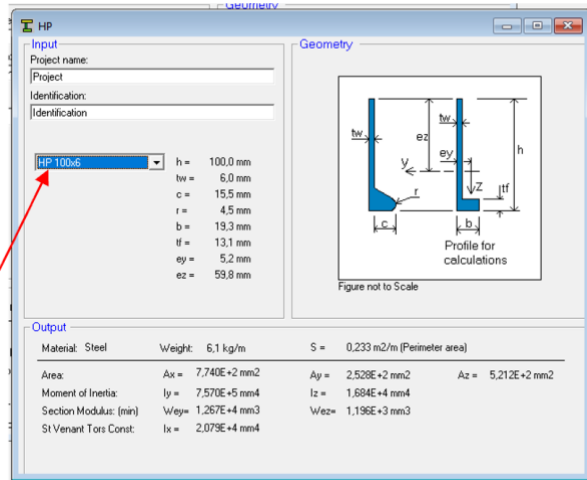 Geometry
HP
Input
Project name:
Project
Identification:
Identification
HP 100x6
h = 100,0 mm
tw = 6,0 mm
c = 15,5 mm
r = 4,5 mm
b = 19,3 mm
tf = 13,1 mm
ey = 5,2 mm
ez = 59,8 mm
Geometry
tw
tw
ez
ey
h
y
z
r
tf
c
b
Profile for
calculations
Figure not to Scale
Output
Material: Steel Weight: 6,1 kg/m S = 0,233 m2/m (Perimeter area)
Area: Ax = 7,740E+2 mm2 Ay = 2,528E+2 mm2 Az = 5,212E+2 mm2
Moment of Inertia: Iy = 7,570E+5 mm4 Iz = 1,684E+4 mm4
Section Modulus: (min) Wey= 1,267E+4 mm3 Wez= 1,196E+3 mm3
St Venant Tors Const: Ix = 2,079E+4 mm4